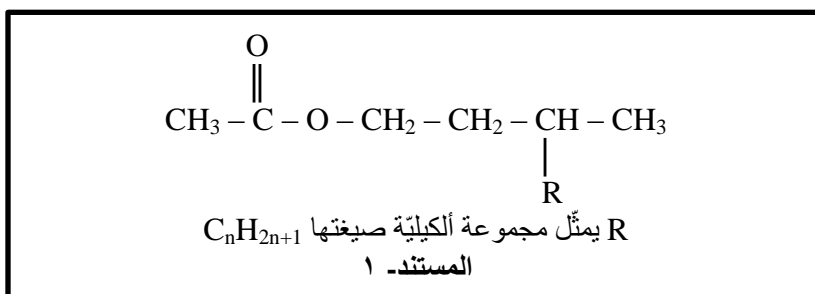 O
||
CH₃ – C – O – CH₂ – CH₂ – CH – CH₃
|
R
R يمثّل مجموعة ألكيليّة صيغتها CₙH₂ₙ₊₁
المستند- ١